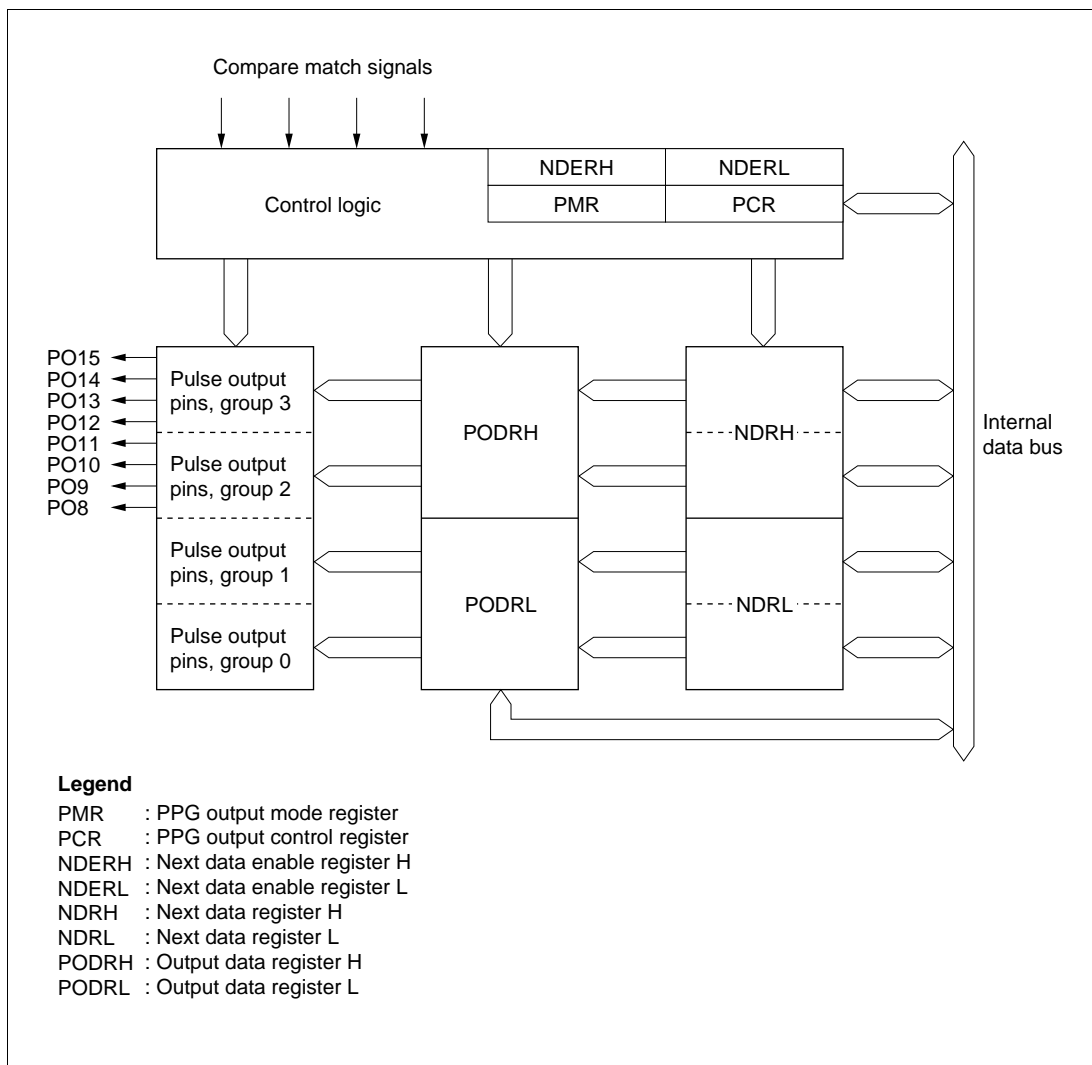 Compare match signals
NDERH NDERL
Control logic PMR PCR
PO15
PO14
PO13
PO12
PO11
PO10
PO9
PO8
Pulse output
pins, group 3
Pulse output
pins, group 2
Pulse output
pins, group 1
Pulse output
pins, group 0
PODRH
PODRL
NDRH
NDRL
Internal
data bus
Legend
PMR : PPG output mode register
PCR : PPG output control register
NDERH : Next data enable register H
NDERL : Next data enable register L
NDRH : Next data register H
NDRL : Next data register L
PODRH : Output data register H
PODRL : Output data register L